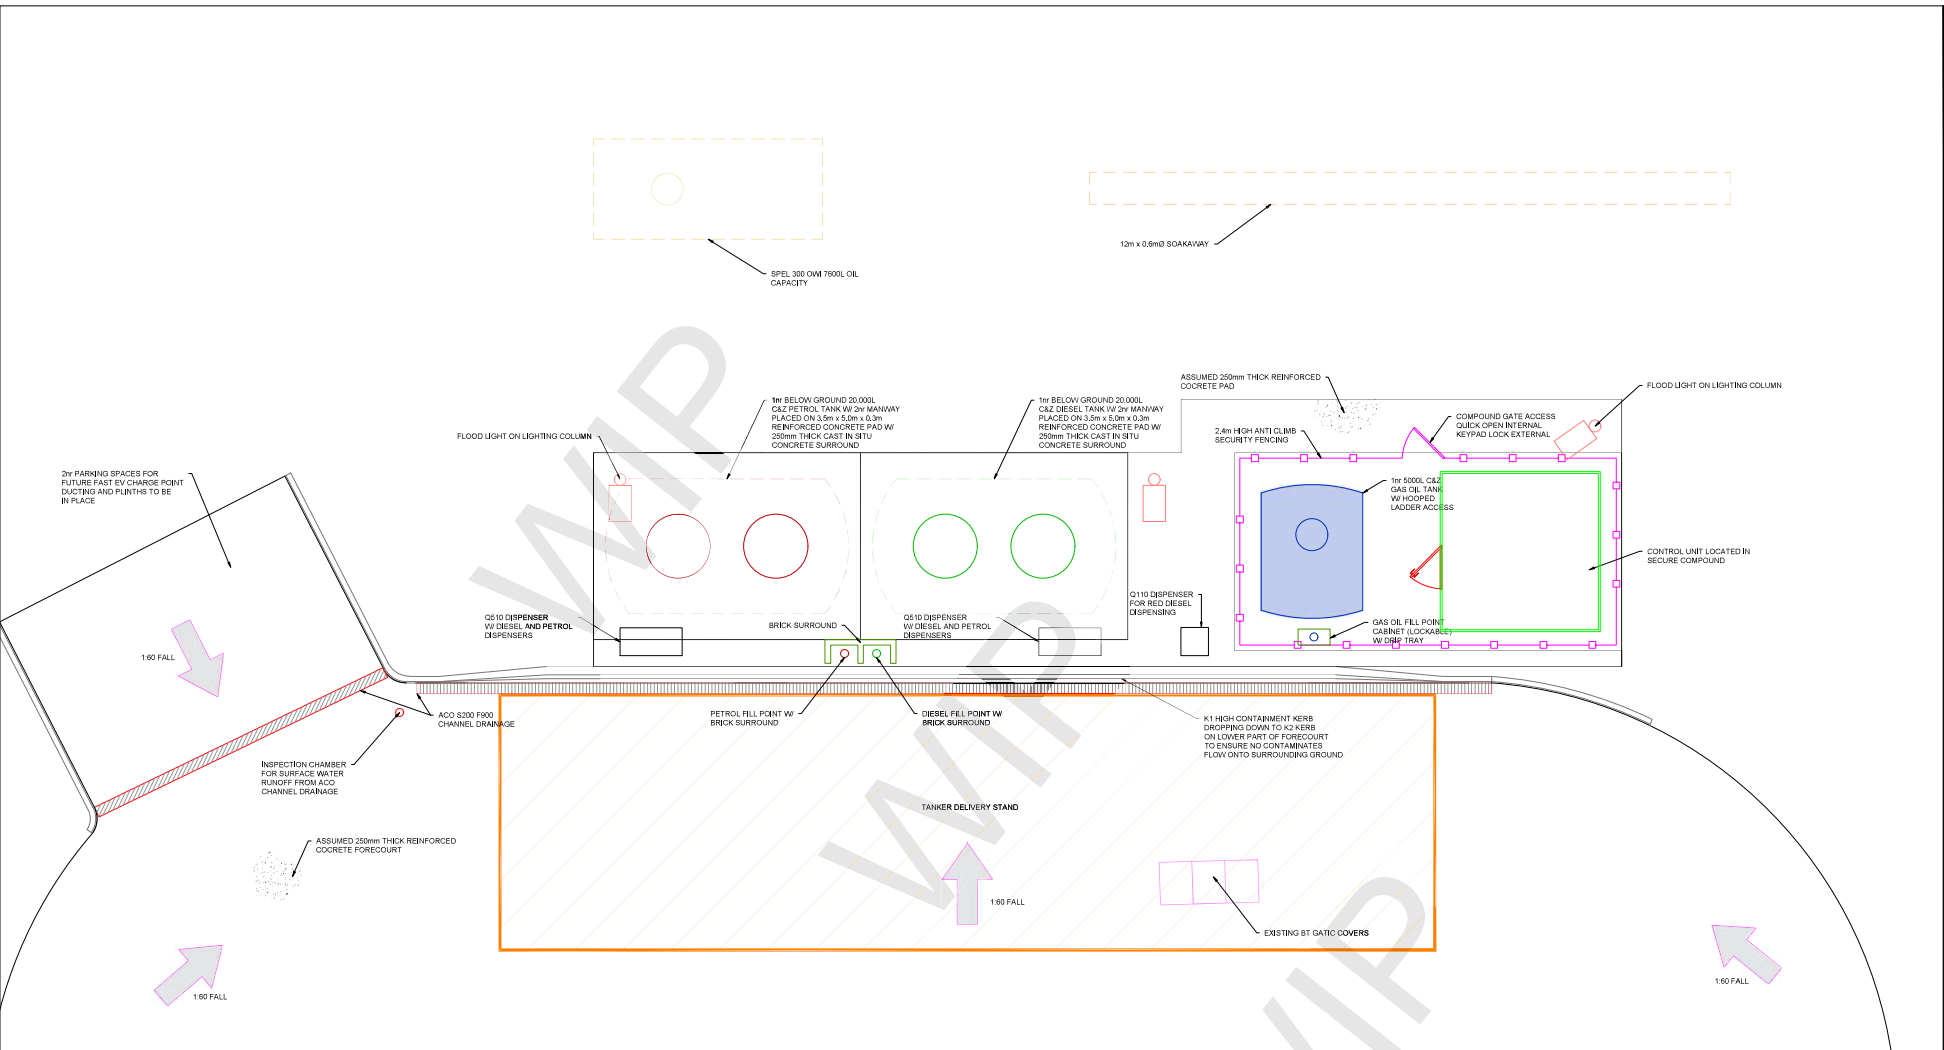 12m x 0.6mØ SOAKAWAY
SPEL 300 OWI 7600L OIL
CAPACITY
ASSUMED 250mm THICK REINFORCED
COCRETE PAD
FLOOD LIGHT ON LIGHTING COLUMN
1nr BELOW GROUND 20,000L
C&Z PETROL TANK W/ 2nr MANWAY
PLACED ON 3.5m x 5.0m x 0.3m
REINFORCED CONCRETE PAD W/
250mm THICK CAST IN SITU
CONCRETE SURROUND
1nr BELOW GROUND 20,000L
C&Z DIESEL TANK W/ 2nr MANWAY
PLACED ON 3.5m x 5.0m x 0.3m
REINFORCED CONCRETE PAD W/
250mm THICK CAST IN SITU
CONCRETE SURROUND
COMPOUND GATE ACCESS
QUICK OPEN INTERNAL
KEYPAD LOCK EXTERNAL
2.4m HIGH ANTI CLIMB
SECURITY FENCING
FLOOD LIGHT ON LIGHTING COLUMN
2nr PARKING SPACES FOR
FUTURE FAST EV CHARGE POINT
DUCTING AND PLINTHS TO BE
IN PLACE
1nr 5000L C&Z
GAS OIL TANK
W/ HOOPED
LADDER ACCESS
CONTROL UNIT LOCATED IN
SECURE COMPOUND
Q110 DISPENSER
FOR RED DIESEL
DISPENSING
Q510 DISPENSER
W/ DIESEL AND PETROL
DISPENSERS
BRICK SURROUND
Q510 DISPENSER
W/ DIESEL AND PETROL
DISPENSERS
GAS OIL FILL POINT
CABINET (LOCKABLE)
W/ DRIP TRAY
1:60 FALL
ACO S200 F900
CHANNEL DRAINAGE
PETROL FILL POINT W/
BRICK SURROUND
DIESEL FILL POINT W/
BRICK SURROUND
K1 HIGH CONTAINMENT KERB
DROPPING DOWN TO K2 KERB
ON LOWER PART OF FORECOURT
TO ENSURE NO CONTAMINATES
FLOW ONTO SURROUNDING GROUND
INSPECTION CHAMBER
FOR SURFACE WATER
RUNOFF FROM ACO
CHANNEL DRAINAGE
TANKER DELIVERY STAND
ASSUMED 250mm THICK REINFORCED
COCRETE FORECOURT
1:60 FALL
EXISTING BT GATIC COVERS
1:60 FALL
1:60 FALL
WIP
WIP
WIP